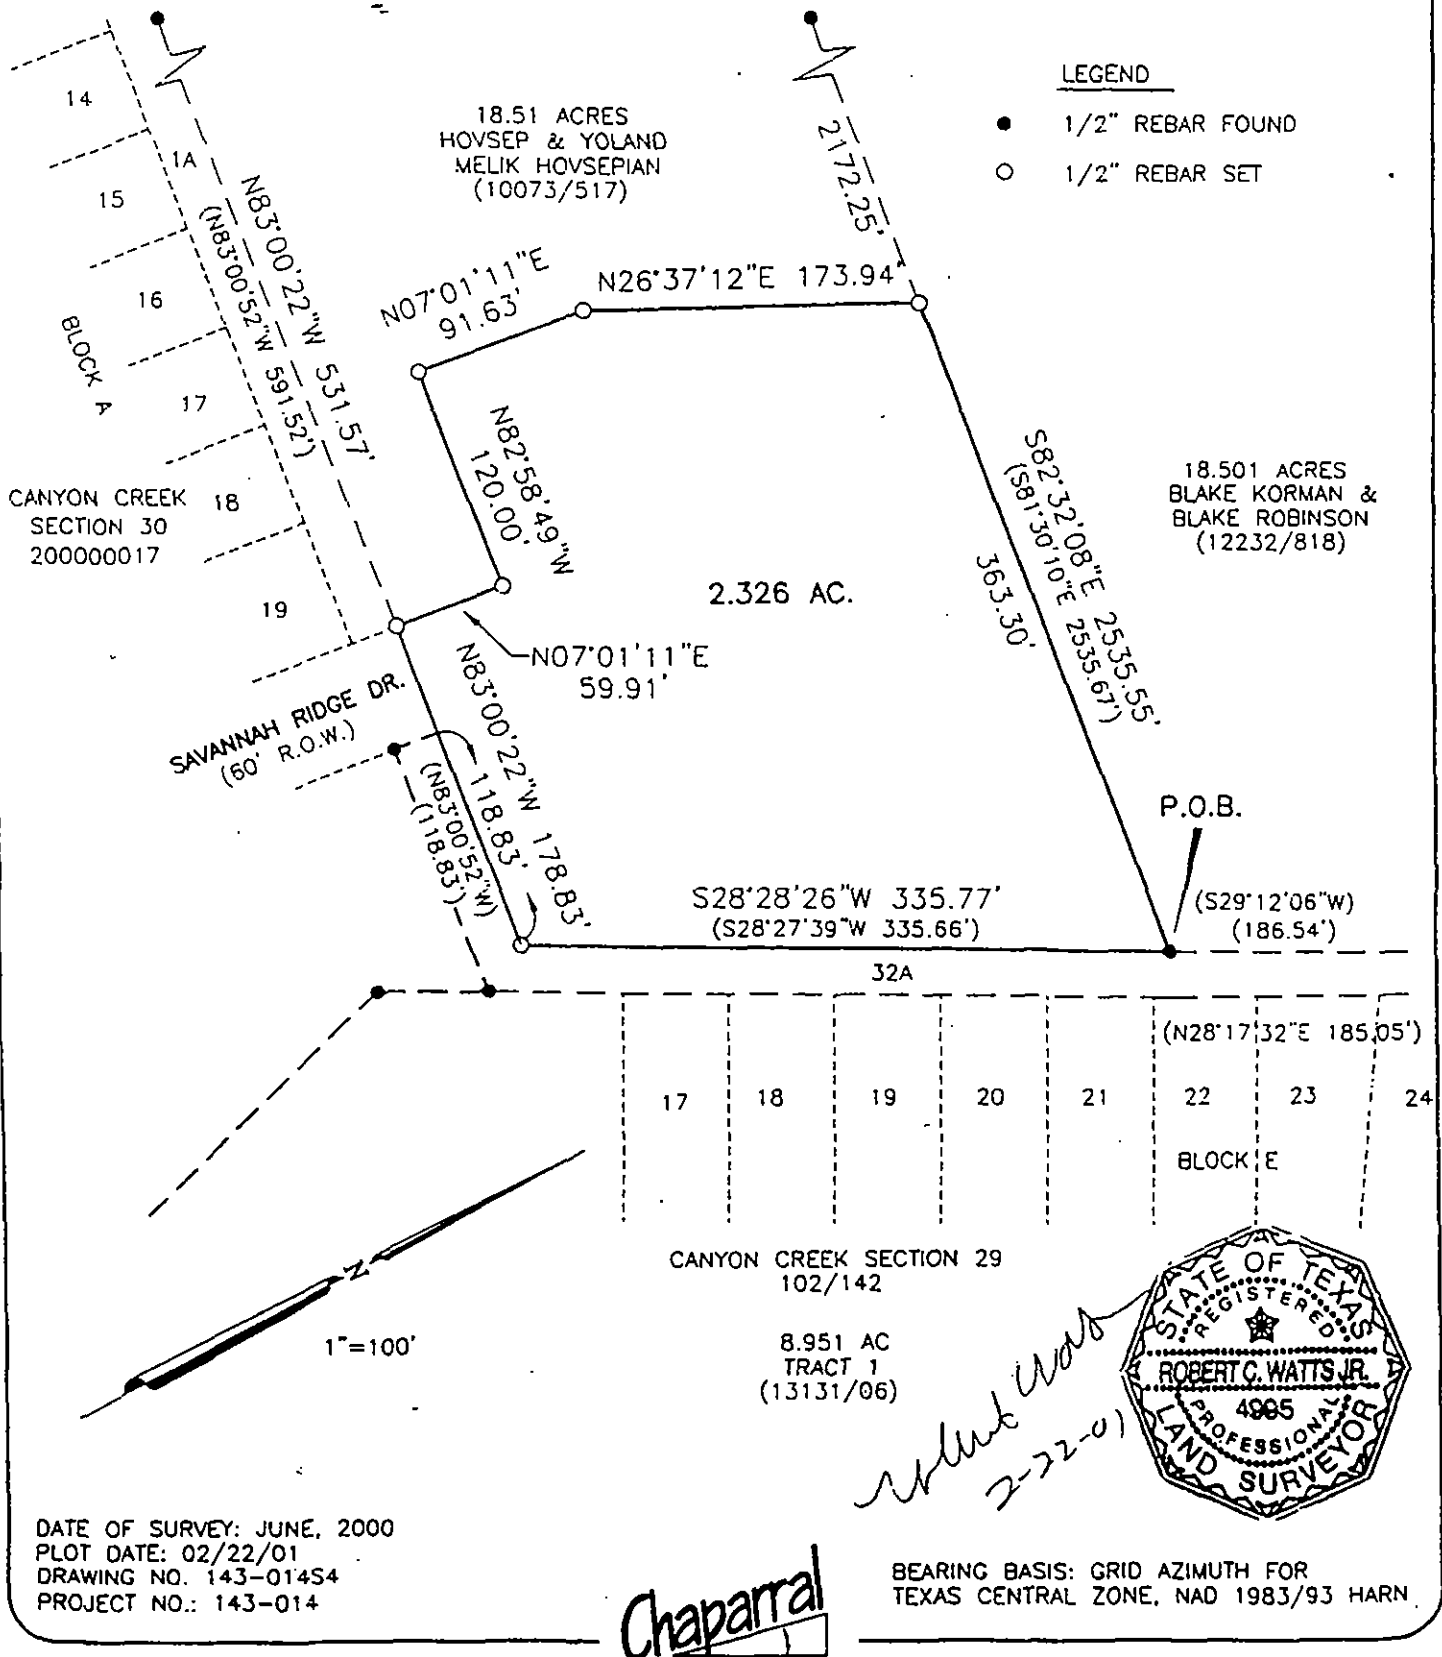 LEGEND
1/2" REBAR FOUND
1/2" REBAR SET
18.51 ACRES
HOVSEP & YOLAND
MELIK HOVSEPIAN
(10073/517)
2172.25'
14
1A
15
16
17
18
19
BLOCK A
N83°00'22"W 531.57'
(N83°00'52"W 591.52')
CANYON CREEK
SECTION 30
200000017
N07°01'11"E
91.63'
N26°37'12"E 173.94'
N82°58'49"W
120.00'
S82°32'08"E 2535.55'
(S81°30'10"E 2535.67')
363.30'
18.501 ACRES
BLAKE KORMAN &
BLAKE ROBINSON
(12232/818)
2.326 AC.
N07°01'11"E
59.91'
SAVANNAH RIDGE DR.
(60' R.O.W.)
N83°00'22"W 178.83'
118.83'
(N83°00'52"W)
(118.83')
P.O.B.
S28°28'26"W 335.77'
(S28°27'39"W 335.66')
(S29°12'06"W)
(186.54')
32A
(N28°17'32"E 185.05')
17
18
19
20
21
22
23
24
BLOCK E
N
1"=100'
CANYON CREEK SECTION 29
102/142
8.951 AC
TRACT 1
(13131/06)
2-22-01
STATE OF TEXAS
REGISTERED
ROBERT C. WATTS JR.
4995
PROFESSIONAL
LAND SURVEYOR
DATE OF SURVEY: JUNE, 2000
PLOT DATE: 02/22/01
DRAWING NO. 143-014S4
PROJECT NO.: 143-014
Chaparral
BEARING BASIS: GRID AZIMUTH FOR
TEXAS CENTRAL ZONE, NAD 1983/93 HARN